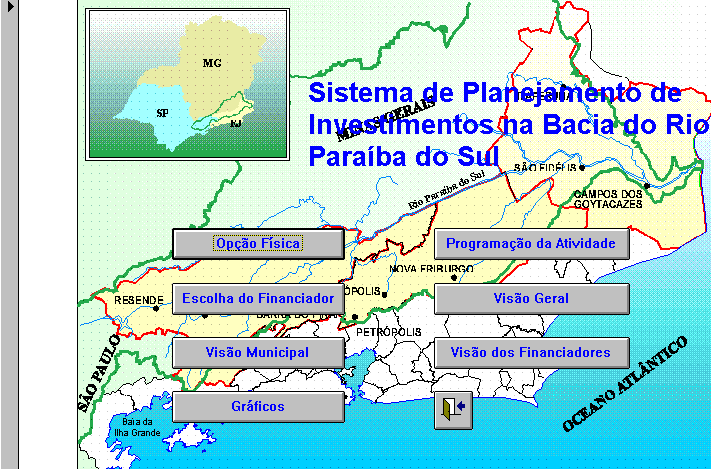 MG
SP
RJ
Sistema de Planejamento de
Investimentos na Bacia do Rio
Paraíba do Sul
MINAS GERAIS
SÃO FIDÉLIS
CAMPOS DOS
GOYTACAZES
Rio Paraíba do Sul
Opção Física
Programação da Atividade
NOVA FRIBURGO
Escolha do Financiador
Visão Geral
RESENDE
PETRÓPOLIS
Visão Municipal
Visão dos Financiadores
SÃO PAULO
OCEANO ATLÂNTICO
Gráficos
Baia da
Ilha Grande